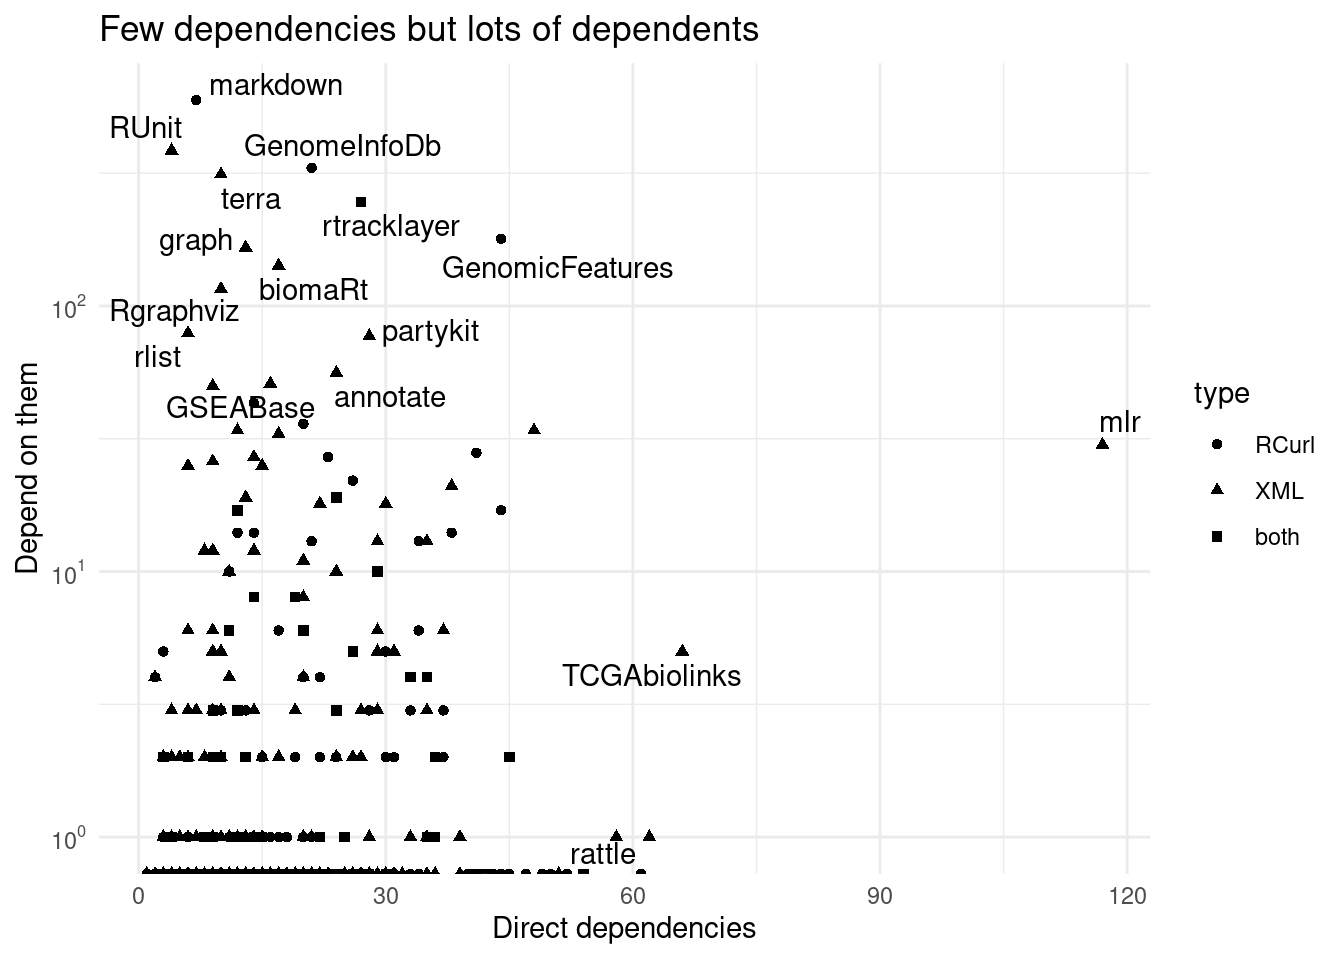 Few dependencies but lots of dependents
markdown
RUnit
GenomeInfoDb
terra
rtracklayer
graph
GenomicFeatures
biomaRt
Rgraphviz
partykit
rlist
annotate
GSEABase
mlr
TCGAbiolinks
rattle
Depend on them
10²
10¹
10⁰
0
30
60
90
120
Direct dependencies
type
RCurl
XML
both